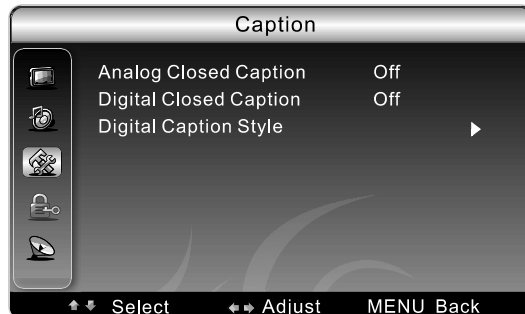 Caption
Analog Closed Caption Off
Digital Closed Caption Off
Digital Caption Style
Select Adjust MENU Back